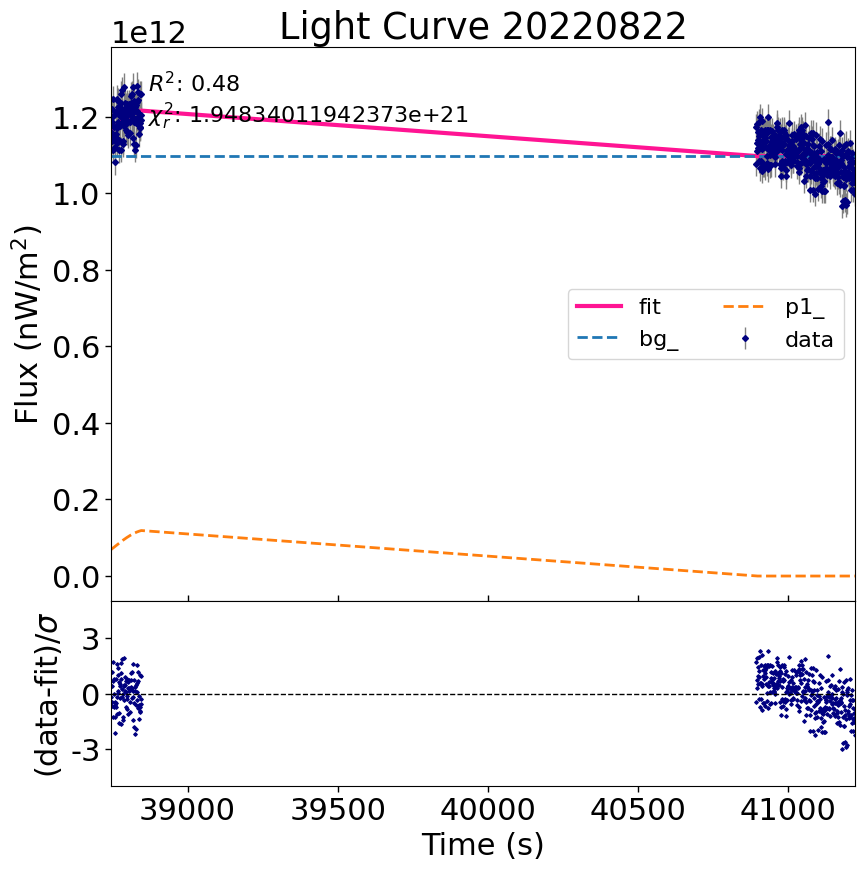 Light Curve 20220822
1e12
R²: 0.48
χ²ᵣ: 1.94834011942373e+21
1.2
1.0
0.8
0.6
0.4
0.2
0.0
Flux (nW/m²)
fit
bg_
p1_
data
3
0
-3
(data-fit)/σ
39000 39500 40000 40500 41000
Time (s)